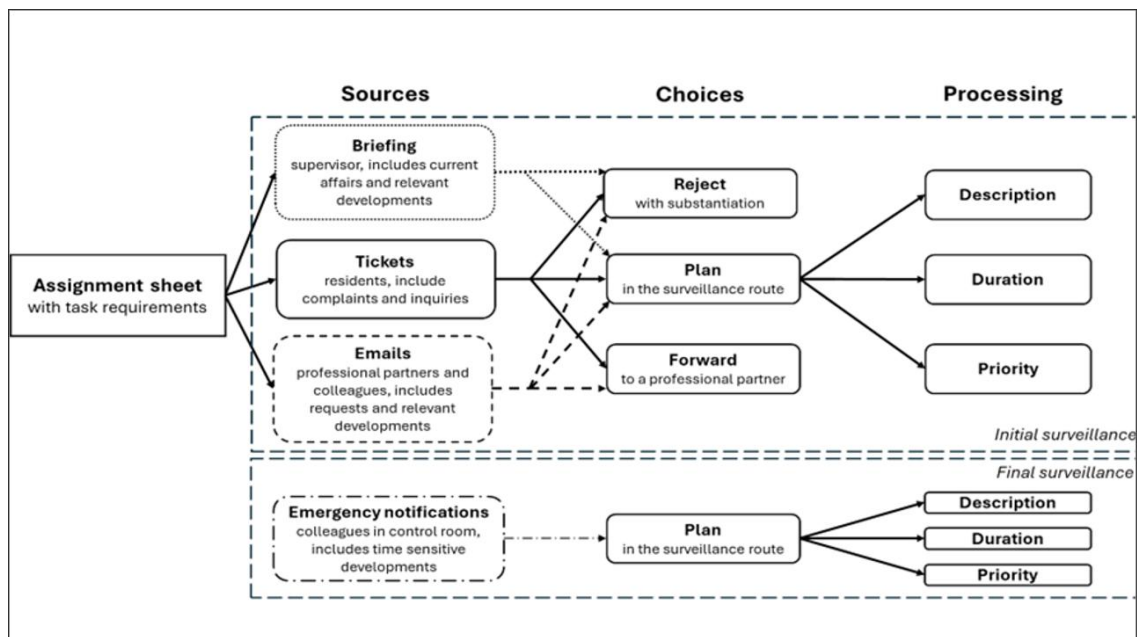 Sources
Choices
Processing
Briefing
supervisor, includes current
affairs and relevant
developments
Reject
with substantiation
Description
Assignment sheet
with task requirements
Tickets
residents, include
complaints and inquiries
Plan
in the surveillance route
Duration
Emails
professional partners and
colleagues, includes
requests and relevant
developments
Forward
to a professional partner
Priority
Initial surveillance
Final surveillance
Emergency notifications
colleagues in control room,
includes time sensitive
developments
Plan
in the surveillance route
Description
Duration
Priority